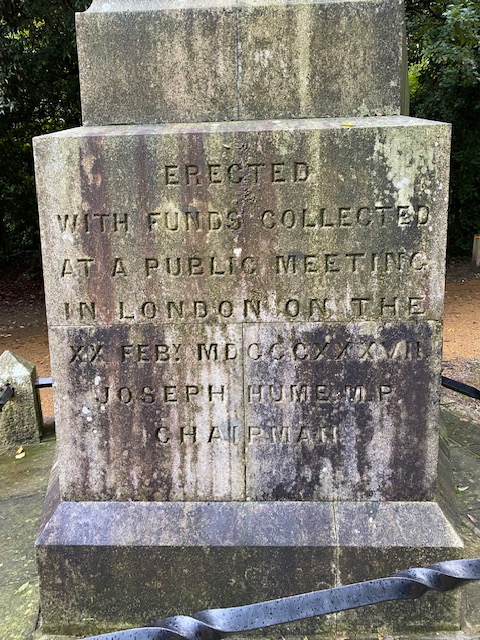 ERECTED
WITH FUNDS COLLECTED
AT A PUBLIC MEETING
IN LONDON ON THE
XX FEBY MDCCCXXXVII
JOSEPH HUME M.P.
CHAIRMAN